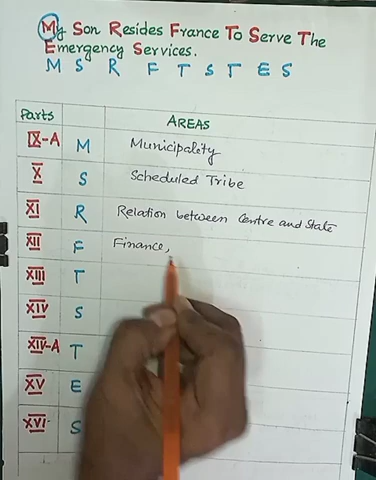 My Son Resides France To Serve The
Emergency Services.
M S R F T S T E S
Parts AREAS
IX-A M Municipality
X S Scheduled Tribe
XI R Relation between Centre and State
XII F Finance,
XIII T
XIV S
XIV-A T
XV E
XVI S